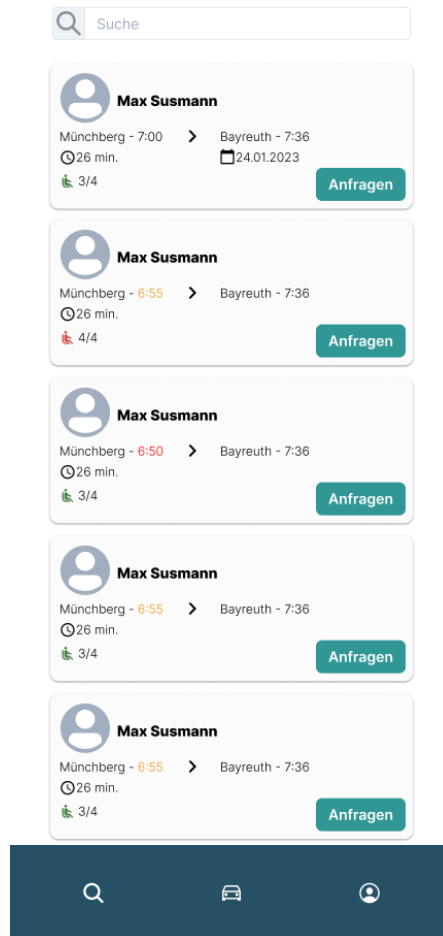 Suche
Max Susmann
Münchberg - 7:00 Bayreuth - 7:36
26 min. 24.01.2023
3/4
Anfragen
Max Susmann
Münchberg - 6:55 Bayreuth - 7:36
26 min.
4/4
Anfragen
Max Susmann
Münchberg - 6:50 Bayreuth - 7:36
26 min.
3/4
Anfragen
Max Susmann
Münchberg - 6:55 Bayreuth - 7:36
26 min.
3/4
Anfragen
Max Susmann
Münchberg - 6:55 Bayreuth - 7:36
26 min.
3/4
Anfragen